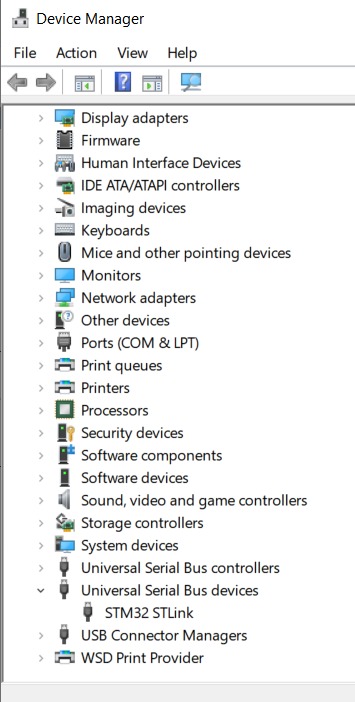 Device Manager
File Action View Help
Display adapters
Firmware
Human Interface Devices
IDE ATA/ATAPI controllers
Imaging devices
Keyboards
Mice and other pointing devices
Monitors
Network adapters
Other devices
Ports (COM & LPT)
Print queues
Printers
Processors
Security devices
Software components
Software devices
Sound, video and game controllers
Storage controllers
System devices
Universal Serial Bus controllers
Universal Serial Bus devices
STM32 STLink
USB Connector Managers
WSD Print Provider